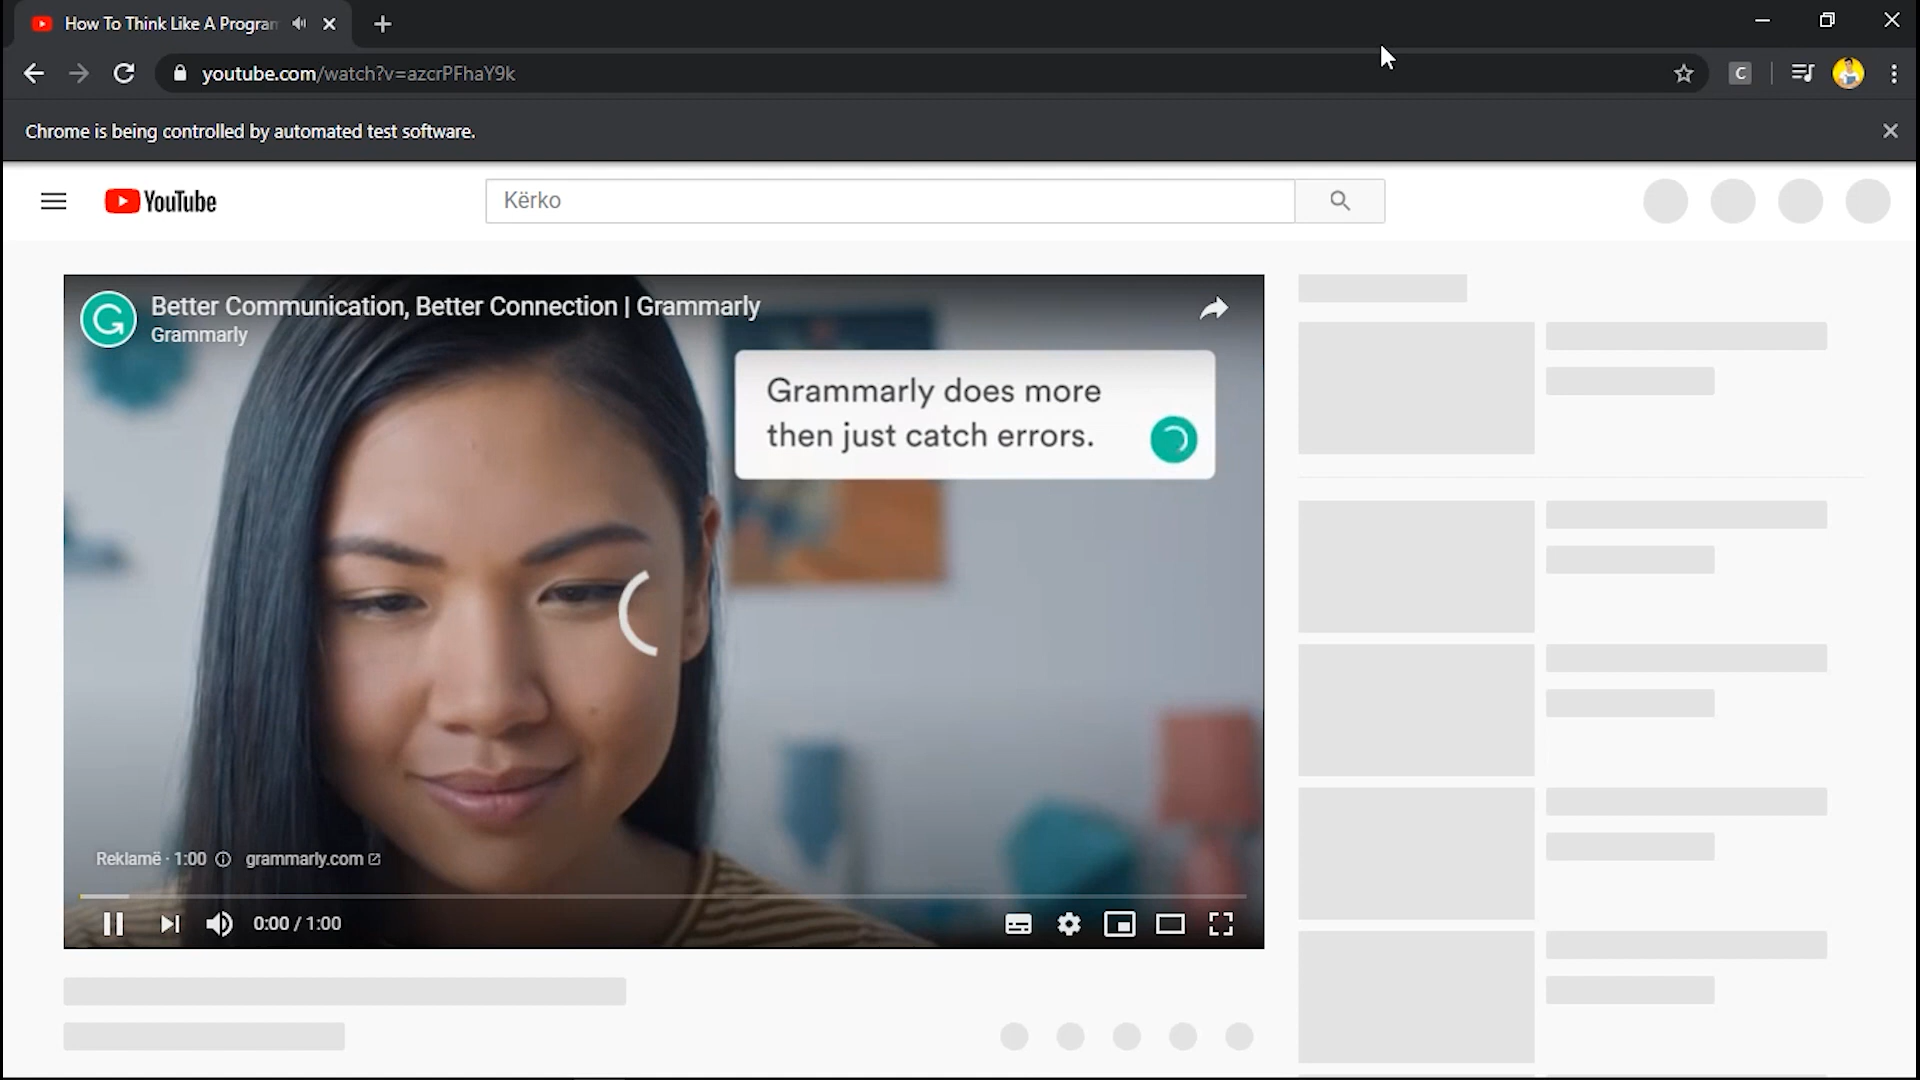 How To Think Like A Program
youtube.com/watch?v=azcrPFhaY9k
C
Chrome is being controlled by automated test software.
YouTube
Kërko
Better Communication, Better Connection | Grammarly
Grammarly
Grammarly does more
then just catch errors.
Reklamë · 1:00 grammarly.com
0:00 / 1:00